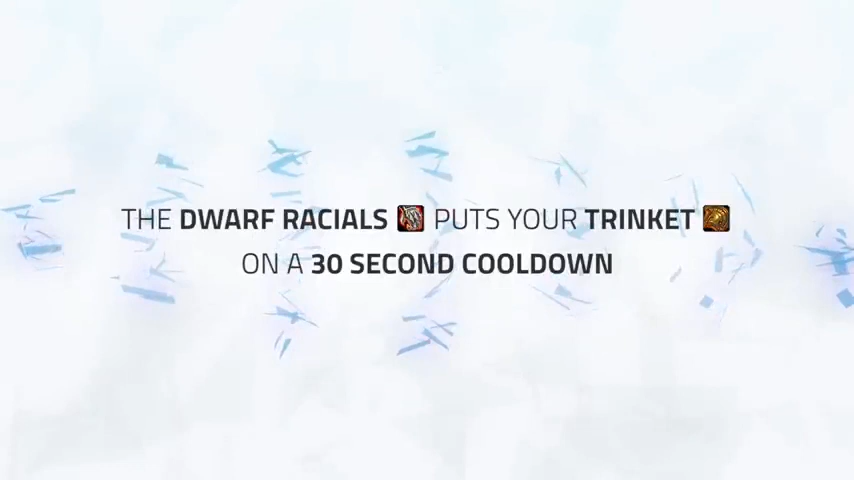 THE DWARF RACIALS PUTS YOUR TRINKET
ON A 30 SECOND COOLDOWN